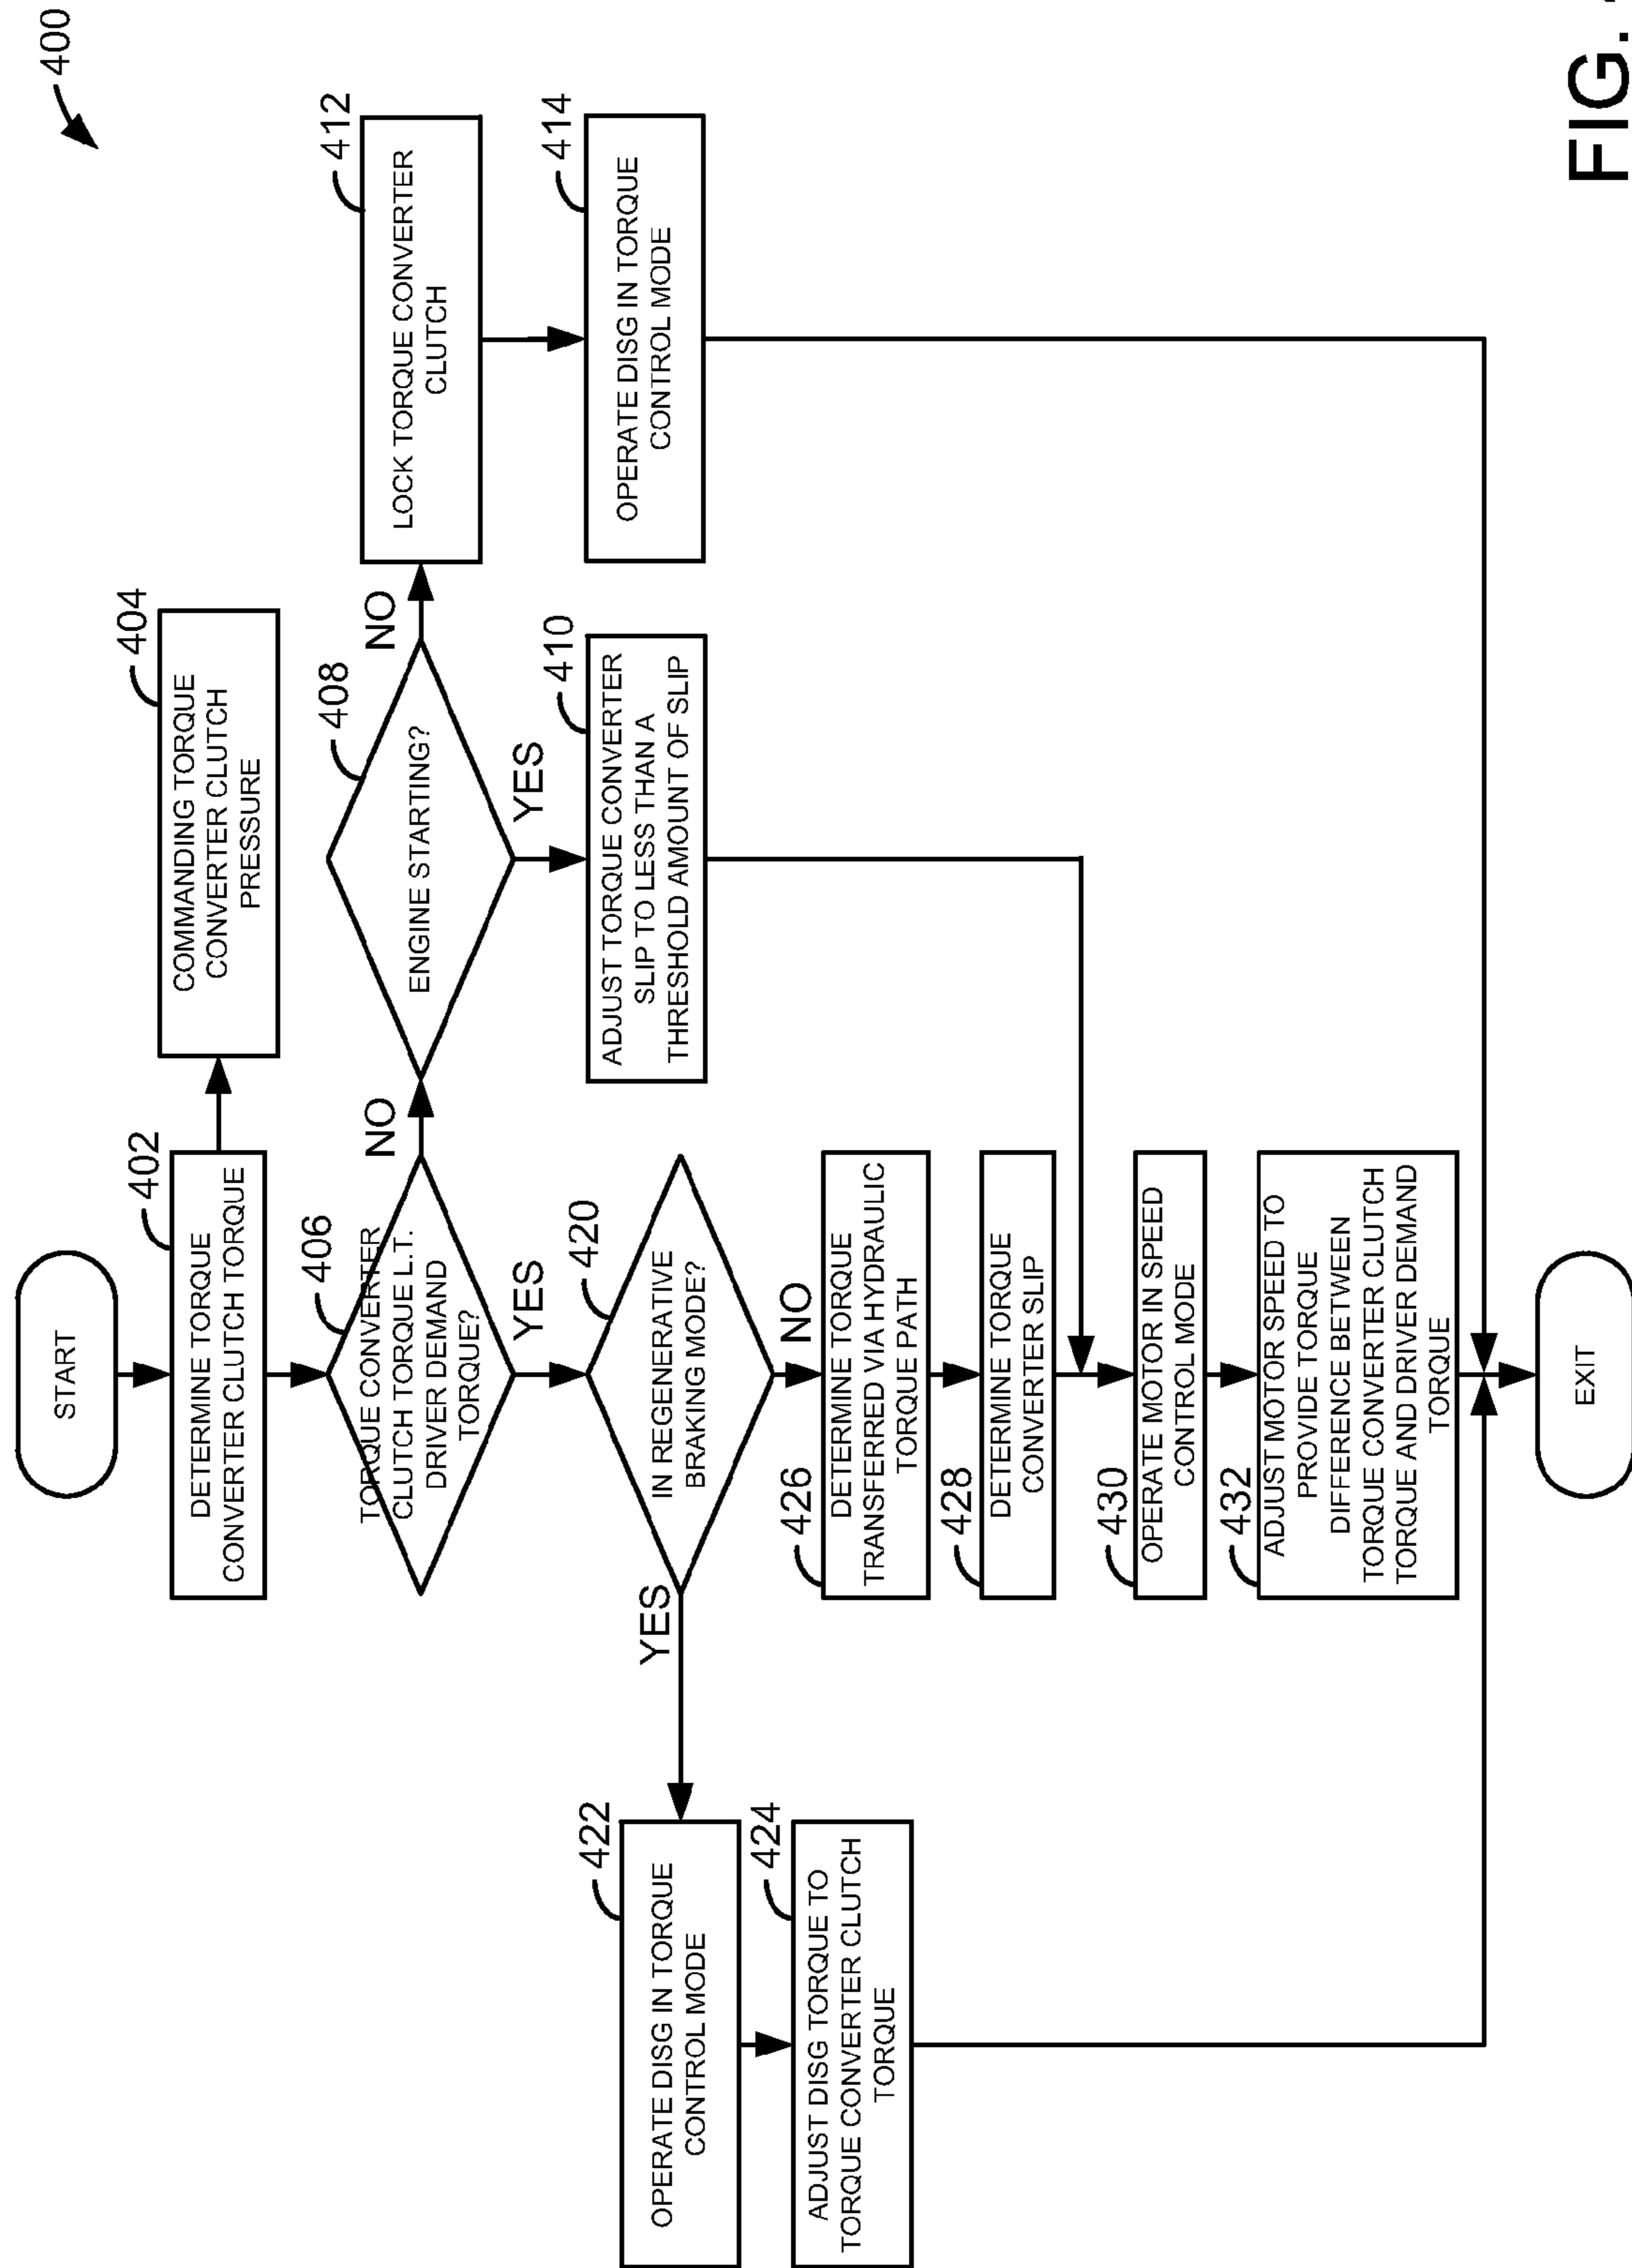 400
START
402
DETERMINE TORQUE
CONVERTER CLUTCH TORQUE
404
COMMANDING TORQUE
CONVERTER CLUTCH
PRESSURE
406
TORQUE CONVERTER
CLUTCH TORQUE L.T.
DRIVER DEMAND
TORQUE?
NO
YES
408
ENGINE STARTING?
NO
YES
412
LOCK TORQUE CONVERTER
CLUTCH
410
ADJUST TORQUE CONVERTER
SLIP TO LESS THAN A
THRESHOLD AMOUNT OF SLIP
414
OPERATE DISG IN TORQUE
CONTROL MODE
420
IN REGENERATIVE
BRAKING MODE?
YES
NO
422
OPERATE DISG IN TORQUE
CONTROL MODE
424
ADJUST DISG TORQUE TO
TORQUE CONVERTER CLUTCH
TORQUE
426
DETERMINE TORQUE
TRANSFERRED VIA HYDRAULIC
TORQUE PATH
428
DETERMINE TORQUE
CONVERTER SLIP
430
OPERATE MOTOR IN SPEED
CONTROL MODE
432
ADJUST MOTOR SPEED TO
PROVIDE TORQUE
DIFFERENCE BETWEEN
TORQUE CONVERTER CLUTCH
TORQUE AND DRIVER DEMAND
TORQUE
EXIT
FIG.